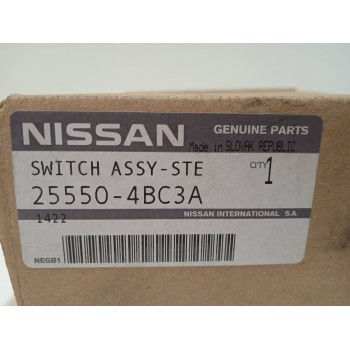 NISSAN GENUINE PARTS
Made in SLOVAK REPUBLIC
SWITCH ASSY-STE QTY 1
25550-4BC3A
1422 NISSAN INTERNATIONAL S.A.
NEGB1